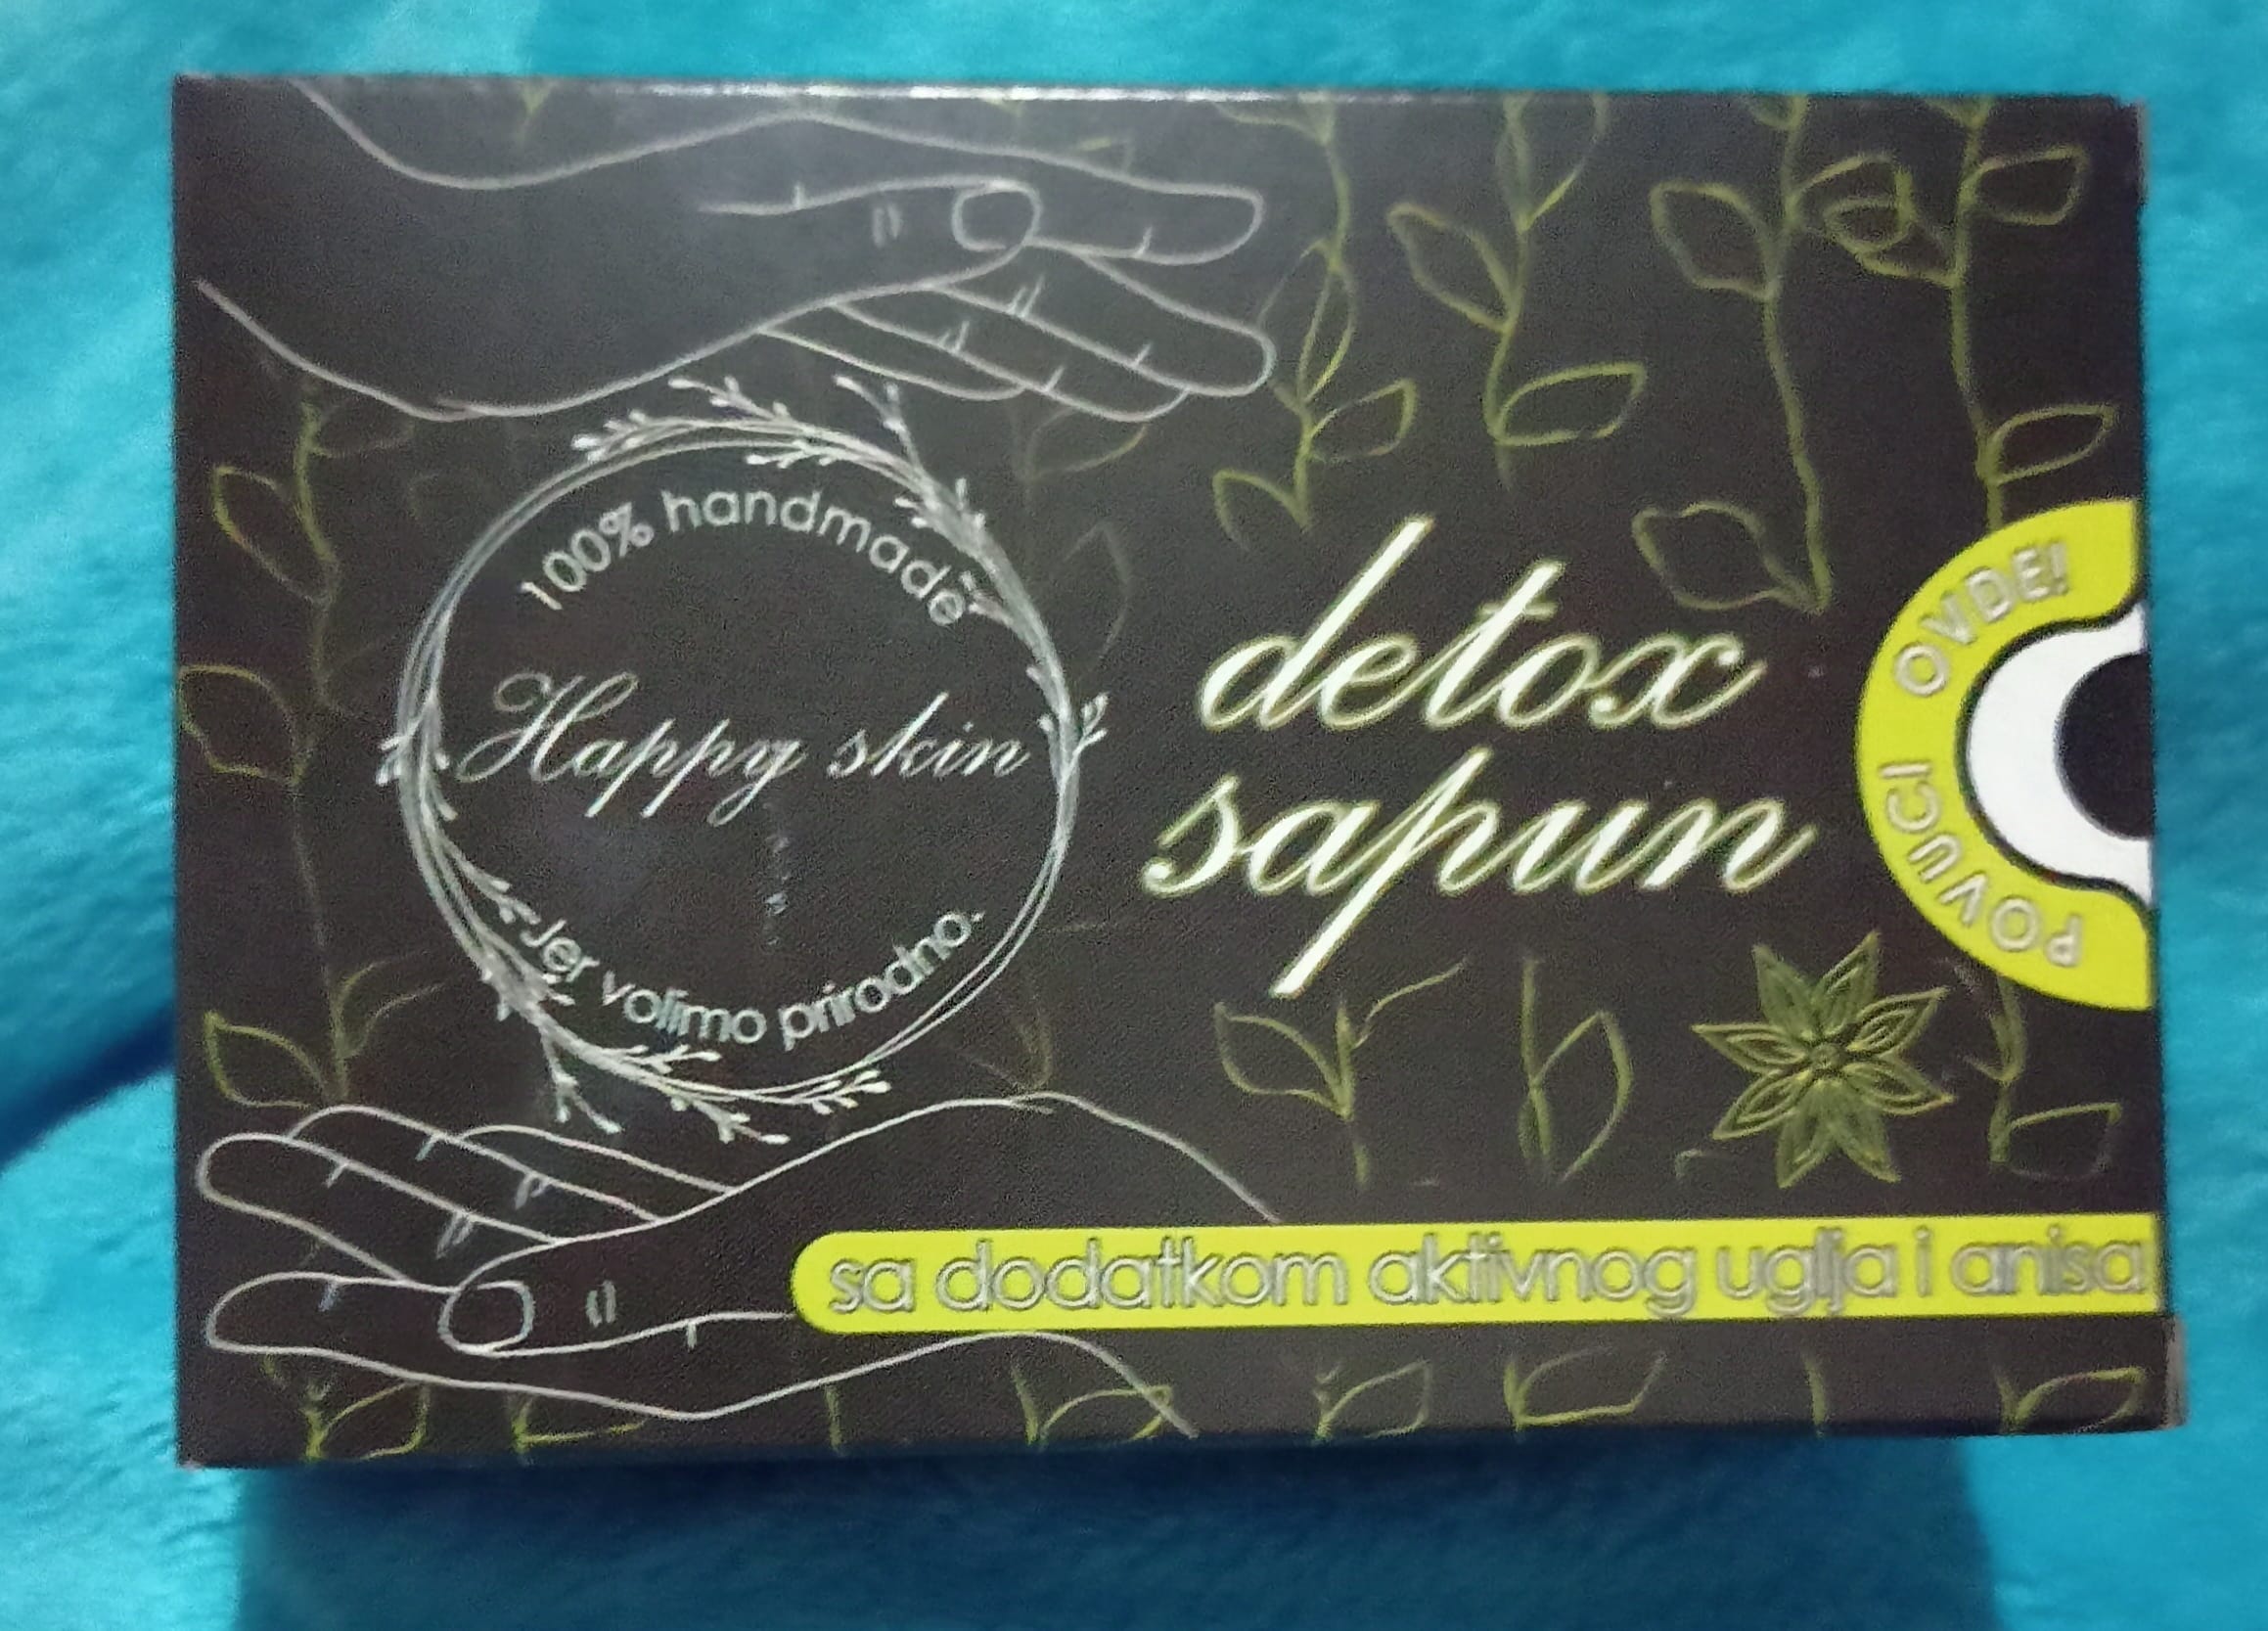 100% handmade
Happy skin
-Jer volimo prirodno-
detox
sapun
POVUCI OVDE!
sa dodatkom aktivnog uglja i anisa